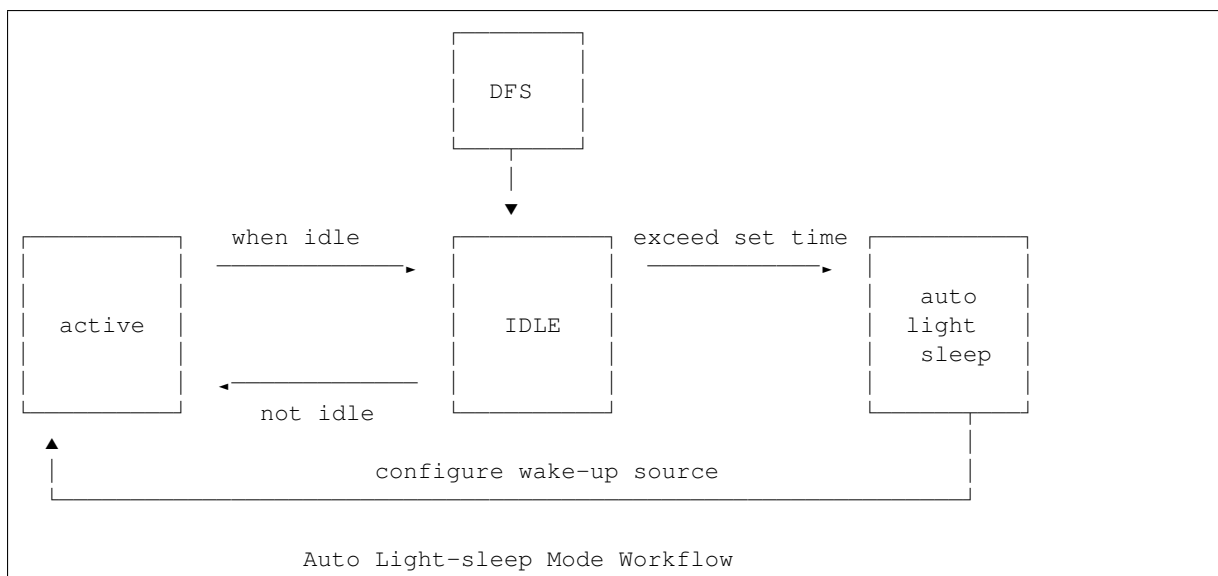 DFS
when idle
exceed set time
active
IDLE
auto
light
sleep
not idle
configure wake-up source
Auto Light-sleep Mode Workflow